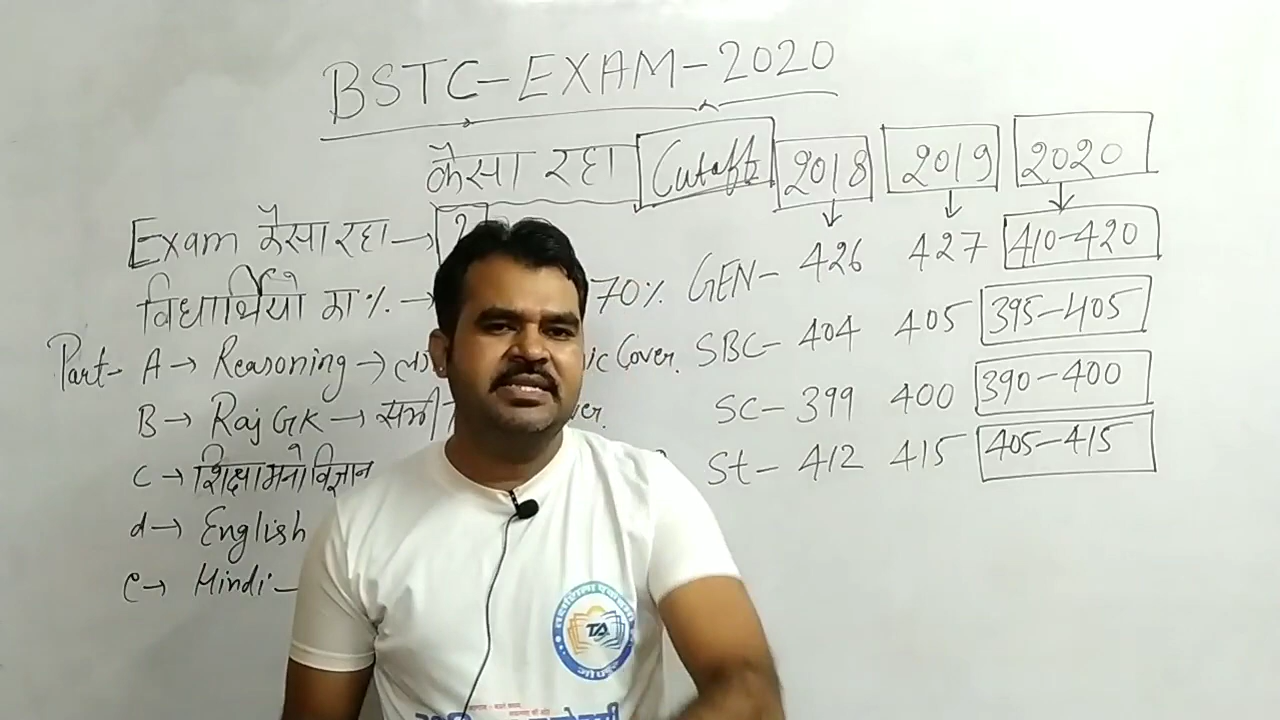 BSTC-EXAM-2020
कैसा रहा Cutoff 2018 2019 2020
Exam कैसा रहा → ?
विद्यार्थियो का % → 70% GEN- 426 427 410-420
Part- A → Reasoning → ic Cover. SBC- 404 405 395-405
B → Raj GK → सभी SC- 399 400 390-400
C → शिक्षा मनोविज्ञान St- 412 415 405-415
d → English
e → Hindi -
TA